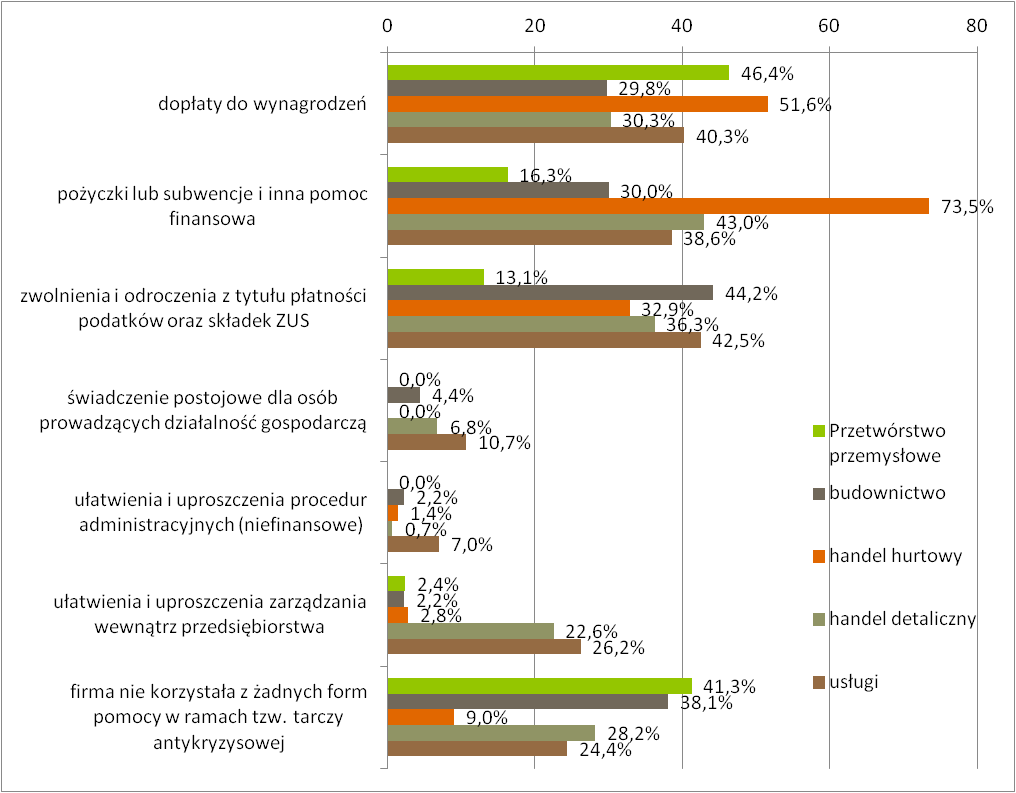 0 20 40 60 80
dopłaty do wynagrodzeń
46,4%
29,8%
51,6%
30,3%
40,3%
pożyczki lub subwencje i inna pomoc
finansowa
16,3%
30,0%
73,5%
43,0%
38,6%
zwolnienia i odroczenia z tytułu płatności
podatków oraz składek ZUS
13,1%
44,2%
32,9%
36,3%
42,5%
świadczenie postojowe dla osób
prowadzących działalność gospodarczą
0,0%
4,4%
0,0%
6,8%
10,7%
ułatwienia i uproszczenia procedur
administracyjnych (niefinansowe)
0,0%
2,2%
1,4%
0,7%
7,0%
ułatwienia i uproszczenia zarządzania
wewnątrz przedsiębiorstwa
2,4%
2,2%
2,8%
22,6%
26,2%
firma nie korzystała z żadnych form
pomocy w ramach tzw. tarczy
antykryzysowej
41,3%
38,1%
9,0%
28,2%
24,4%
Przetwórstwo
przemysłowe
budownictwo
handel hurtowy
handel detaliczny
usługi